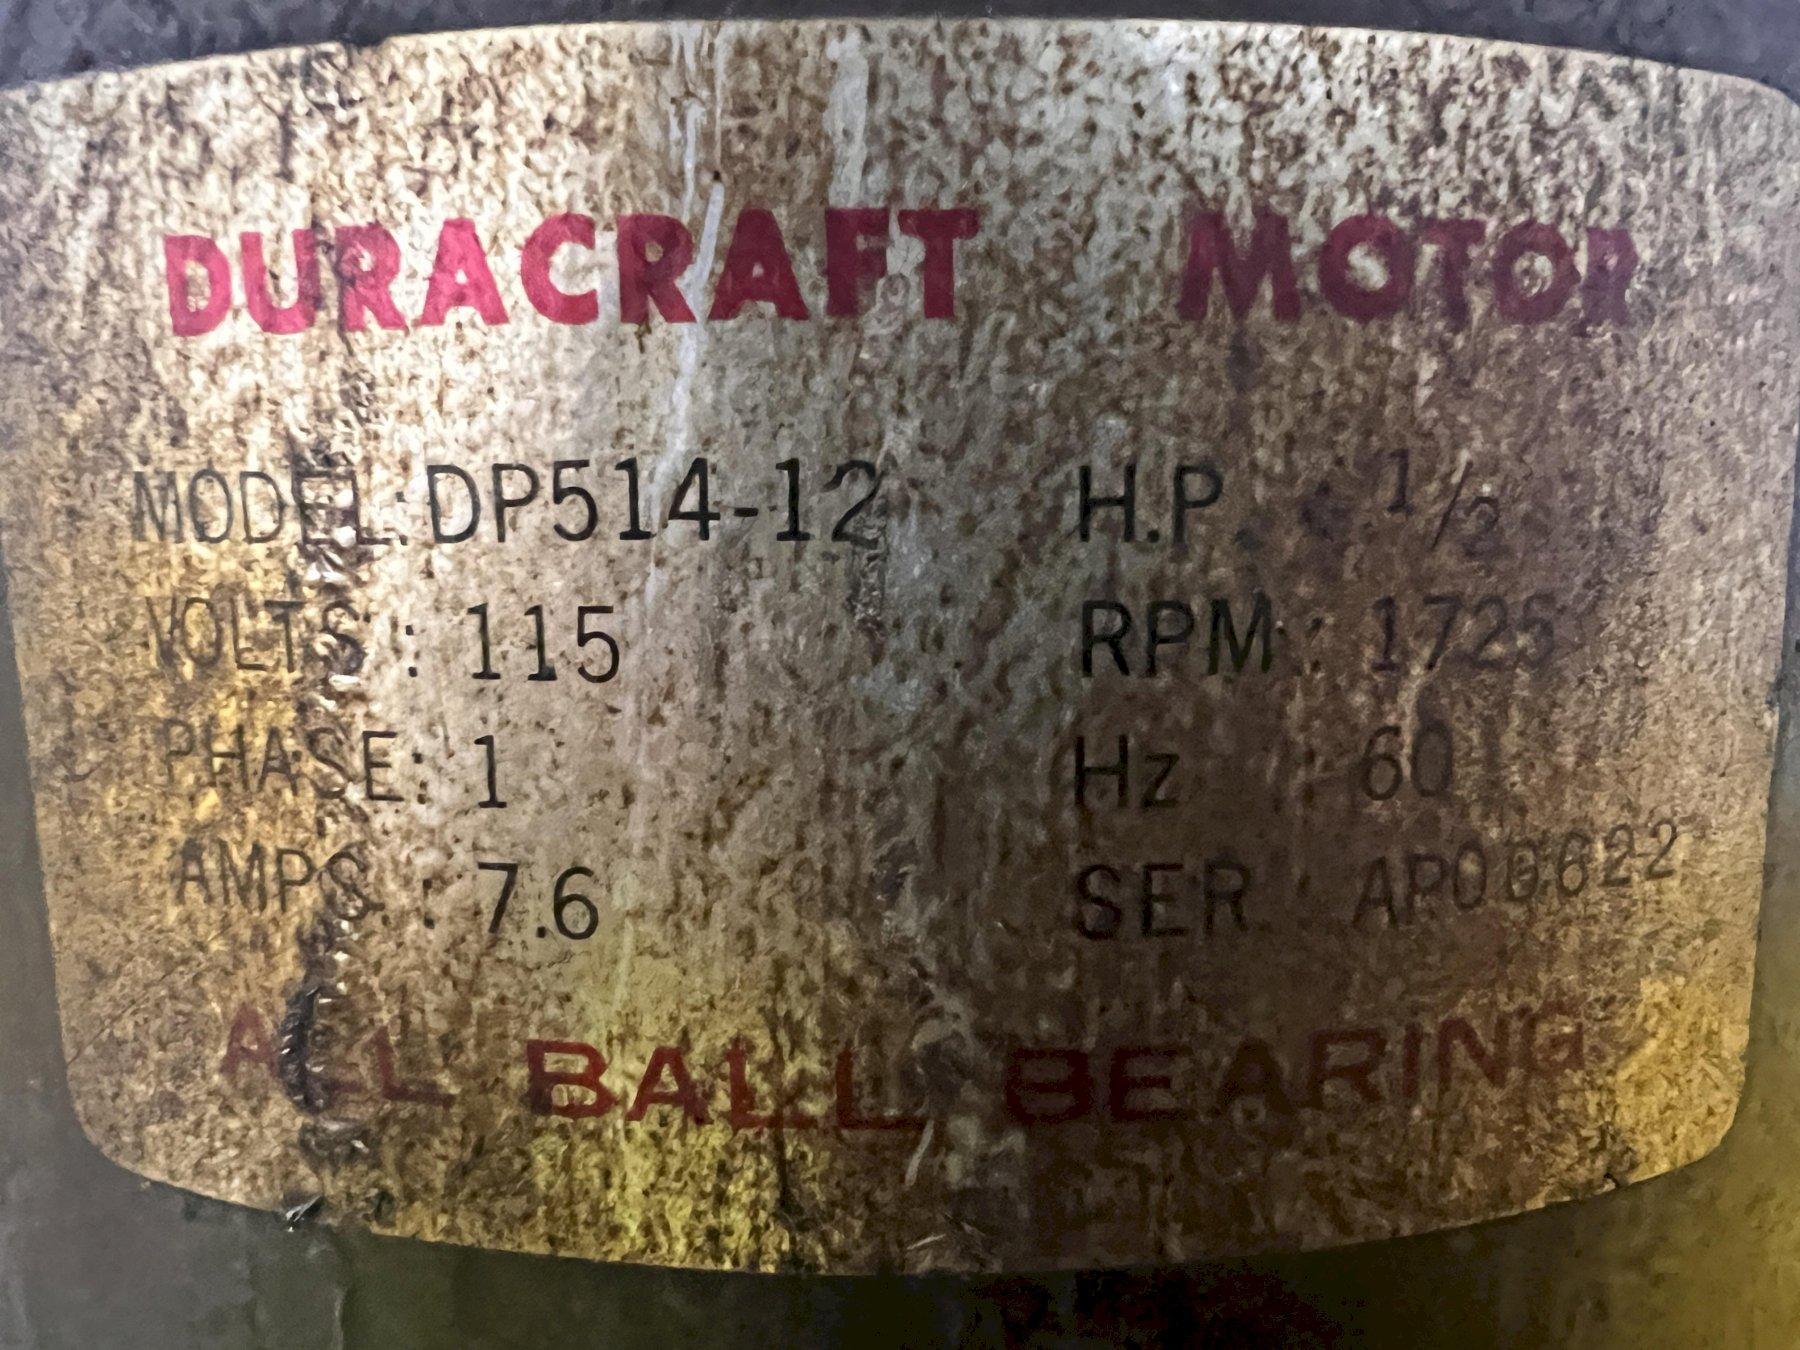 DURACRAFT MOTOR
MODEL: DP514-12 H.P. : 1/2
VOLTS : 115 RPM : 1725
PHASE: 1 Hz : 60
AMPS : 7.6 SER. : AP000622
ALL BALL BEARING